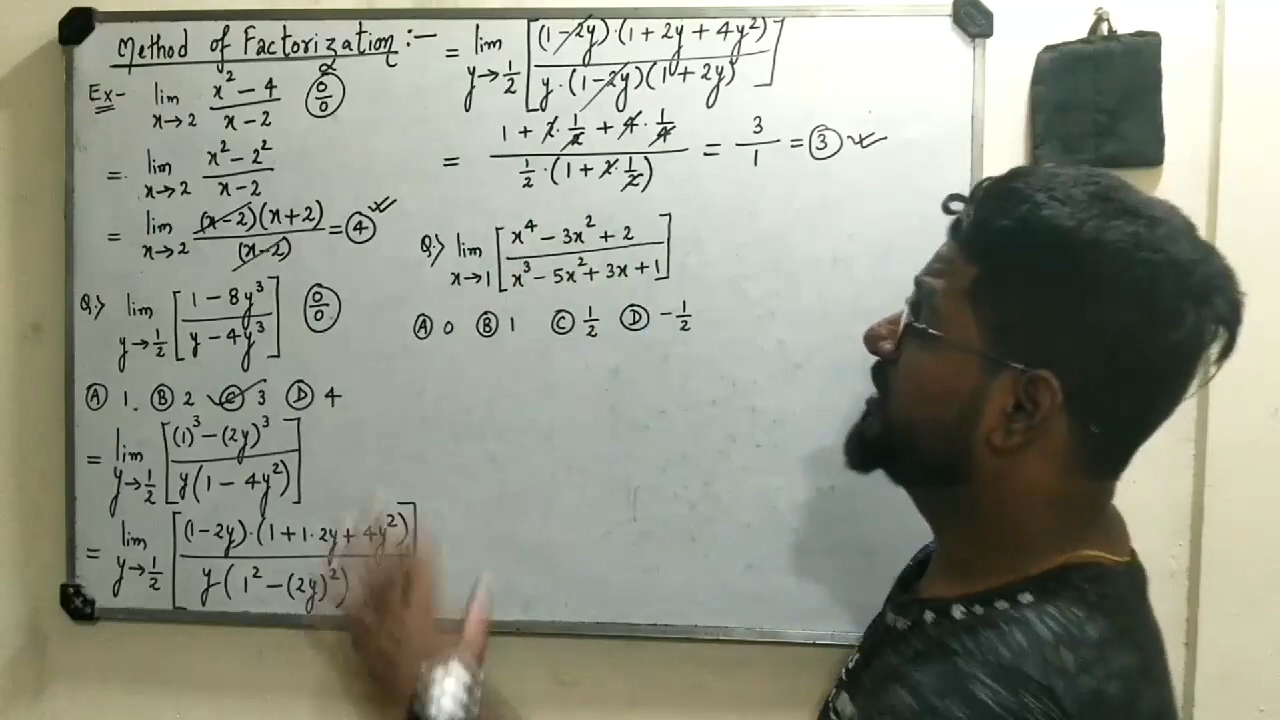 Method of Factorization :-
Ex- lim x→2 x² - 4 / x - 2 (0/0)
= lim x→2 x² - 2² / x - 2
= lim x→2 (x-2)(x+2) / (x-2) = 4
Q.) lim y→1/2 [1 - 8y³ / y - 4y³] (0/0)
A 1. B 2 C 3 D 4
= lim y→1/2 [(1)³ - (2y)³ / y(1 - 4y²)]
= lim y→1/2 [(1-2y)·(1 + 1·2y + 4y²) / y(1² - (2y)²)]
= lim y→1/2 [(1-2y)·(1 + 2y + 4y²) / y·(1-2y)(1+2y)]
= 1 + 2·1/2 + 4·1/4 / 1/2·(1 + 2·1/2) = 3/1 = 3
Q.) lim x→1 [x⁴ - 3x² + 2 / x³ - 5x² + 3x + 1]
A 0 B 1 C 1/2 D -1/2